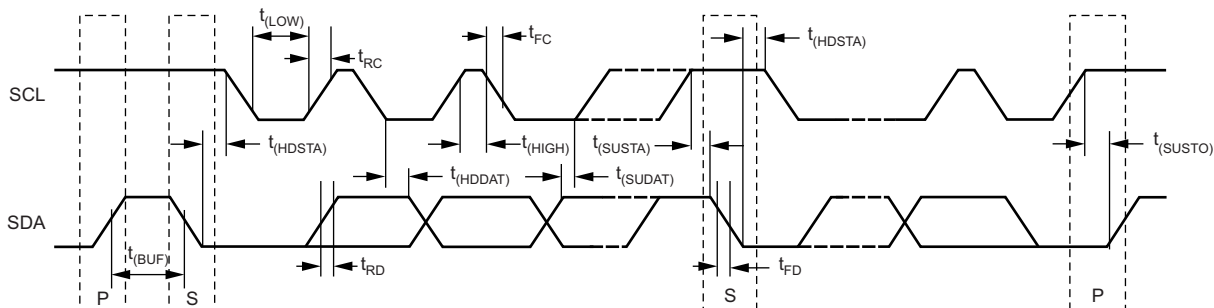 t(LOW)
tRC
tFC
t(HDSTA)
SCL
t(HDSTA)
t(HIGH)
t(SUSTA)
t(SUSTO)
t(HDDAT)
t(SUDAT)
SDA
t(BUF)
tRD
tFD
P
S
S
P